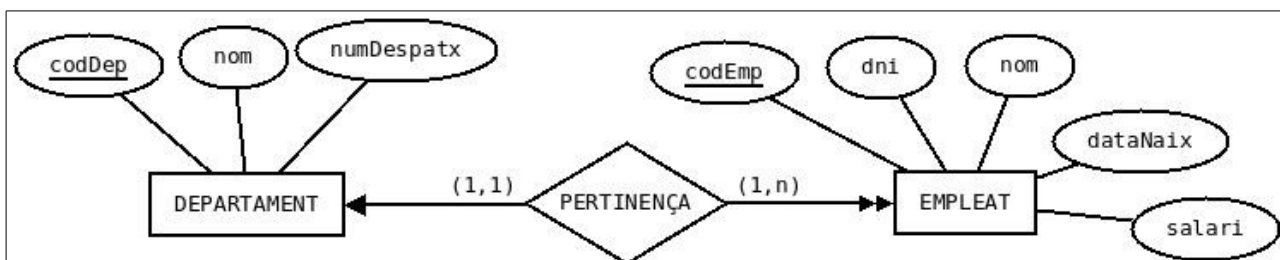 codDep
nom
numDespatx
codEmp
dni
nom
dataNaix
salari
DEPARTAMENT
(1,1)
PERTINENÇA
(1,n)
EMPLEAT